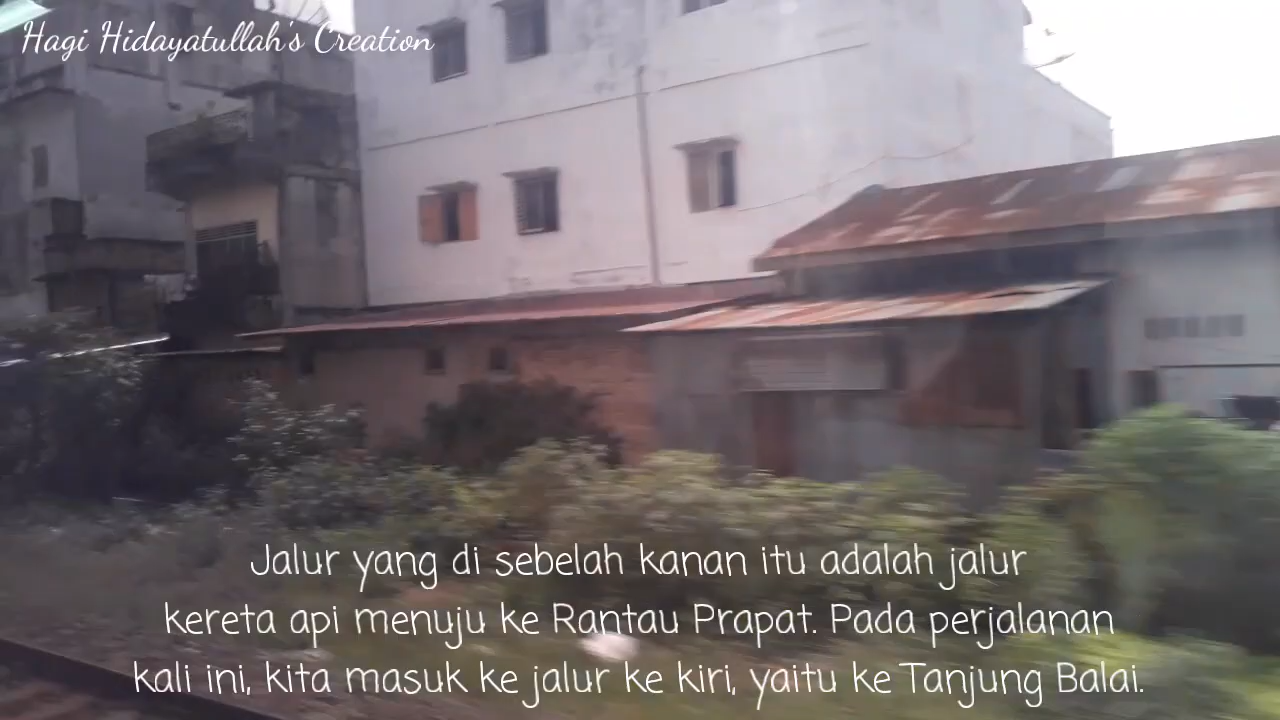 Hagi Hidayatullah's Creation
Jalur yang di sebelah kanan itu adalah jalur
kereta api menuju ke Rantau Prapat. Pada perjalanan
kali ini, kita masuk ke jalur ke kiri, yaitu ke Tanjung Balai.